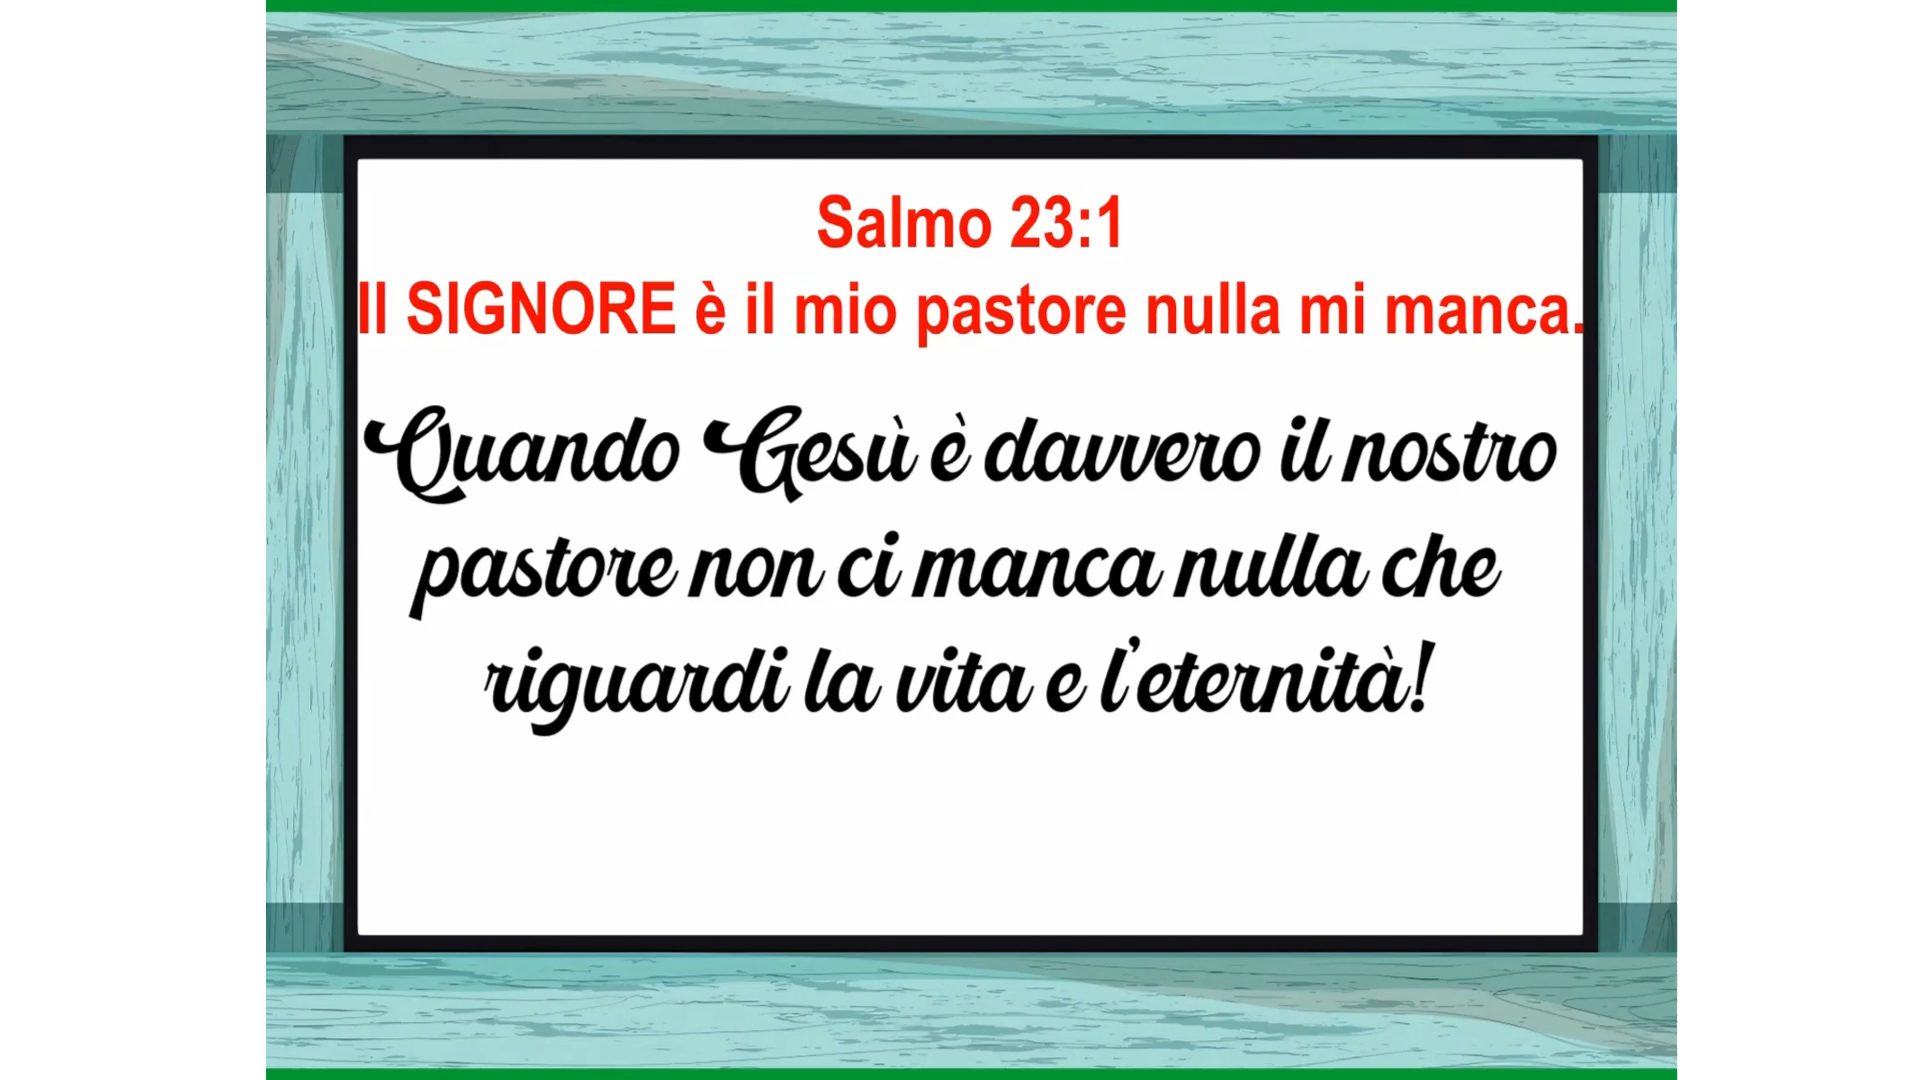 Salmo 23:1
Il SIGNORE è il mio pastore nulla mi manca.
Quando Gesù è davvero il nostro
pastore non ci manca nulla che
riguardi la vita e l'eternità!